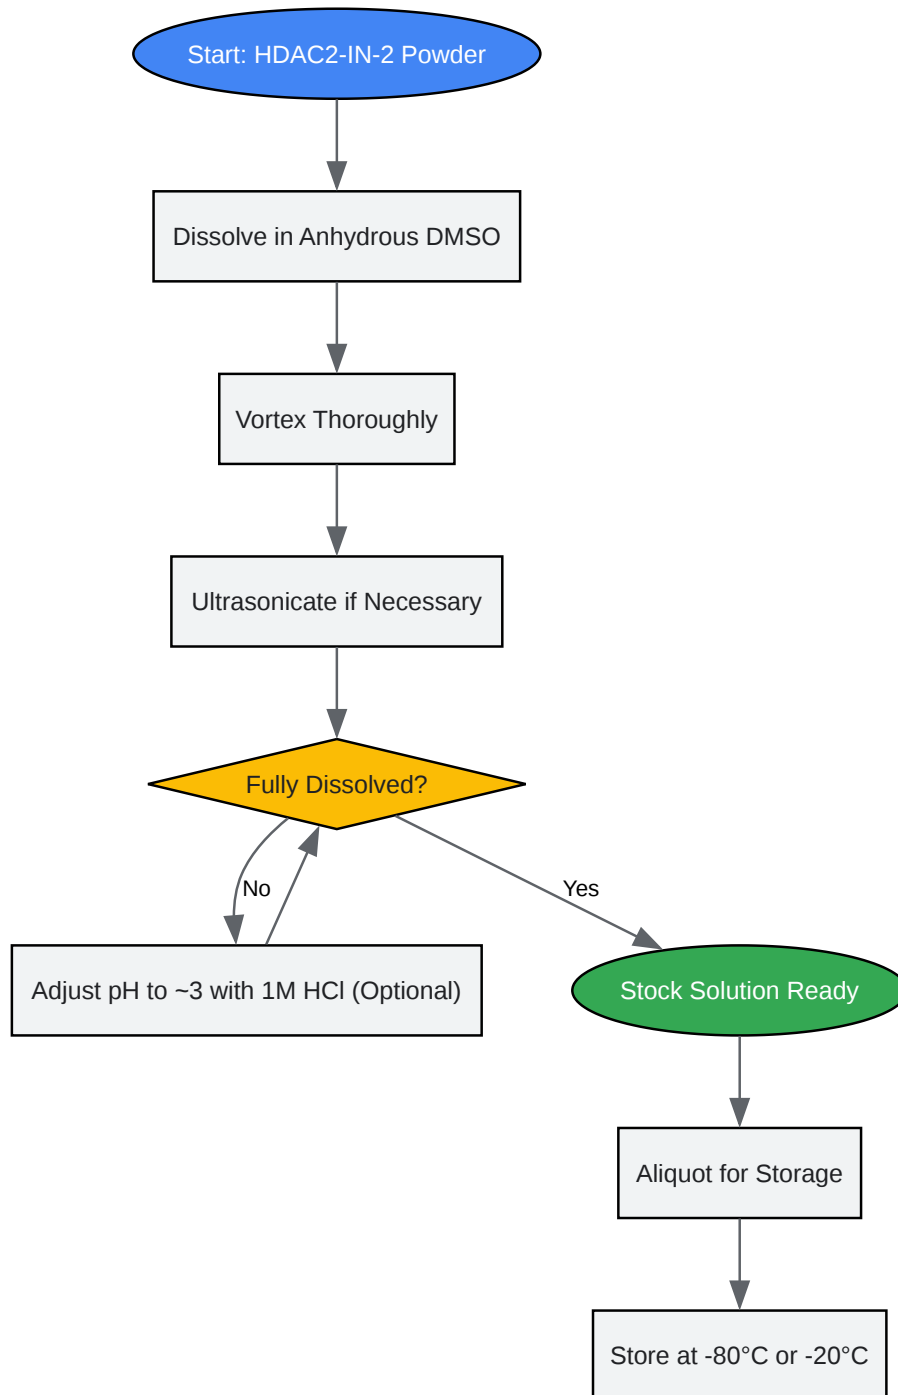 Start: HDAC2-IN-2 Powder
Dissolve in Anhydrous DMSO
Vortex Thoroughly
Ultrasonicate if Necessary
Fully Dissolved?
No
Yes
Adjust pH to ~3 with 1M HCl (Optional)
Stock Solution Ready
Aliquot for Storage
Store at -80°C or -20°C